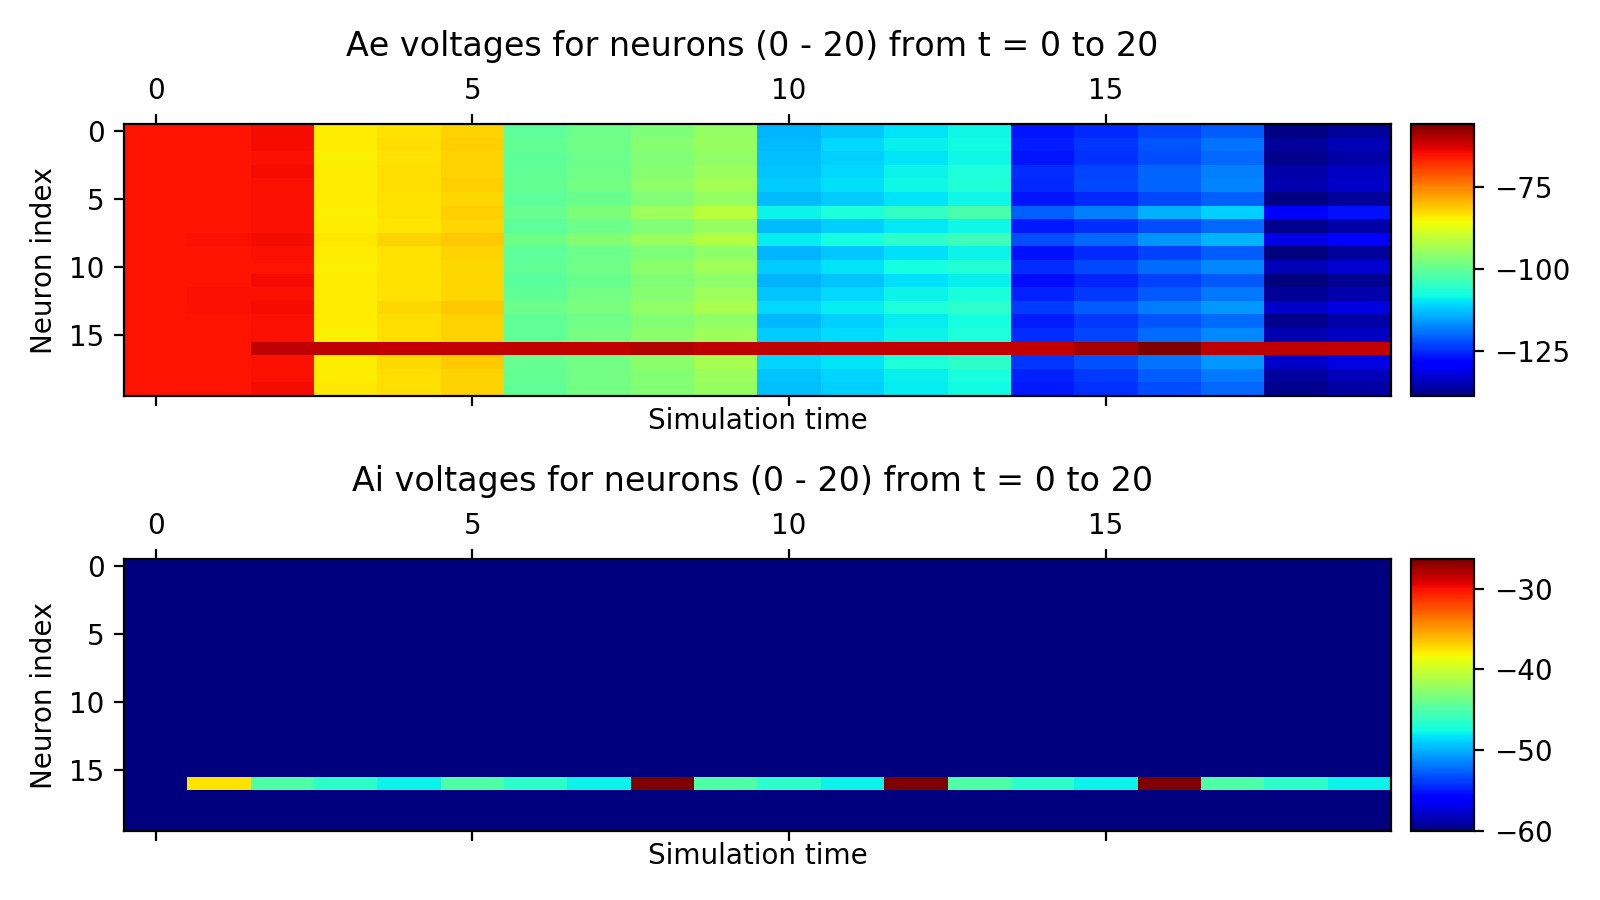 Ae voltages for neurons (0 - 20) from t = 0 to 20
0 5 10 15
Neuron index
0
5
10
15
−75
−100
−125
Simulation time
Ai voltages for neurons (0 - 20) from t = 0 to 20
0 5 10 15
Neuron index
0
5
10
15
−30
−40
−50
−60
Simulation time